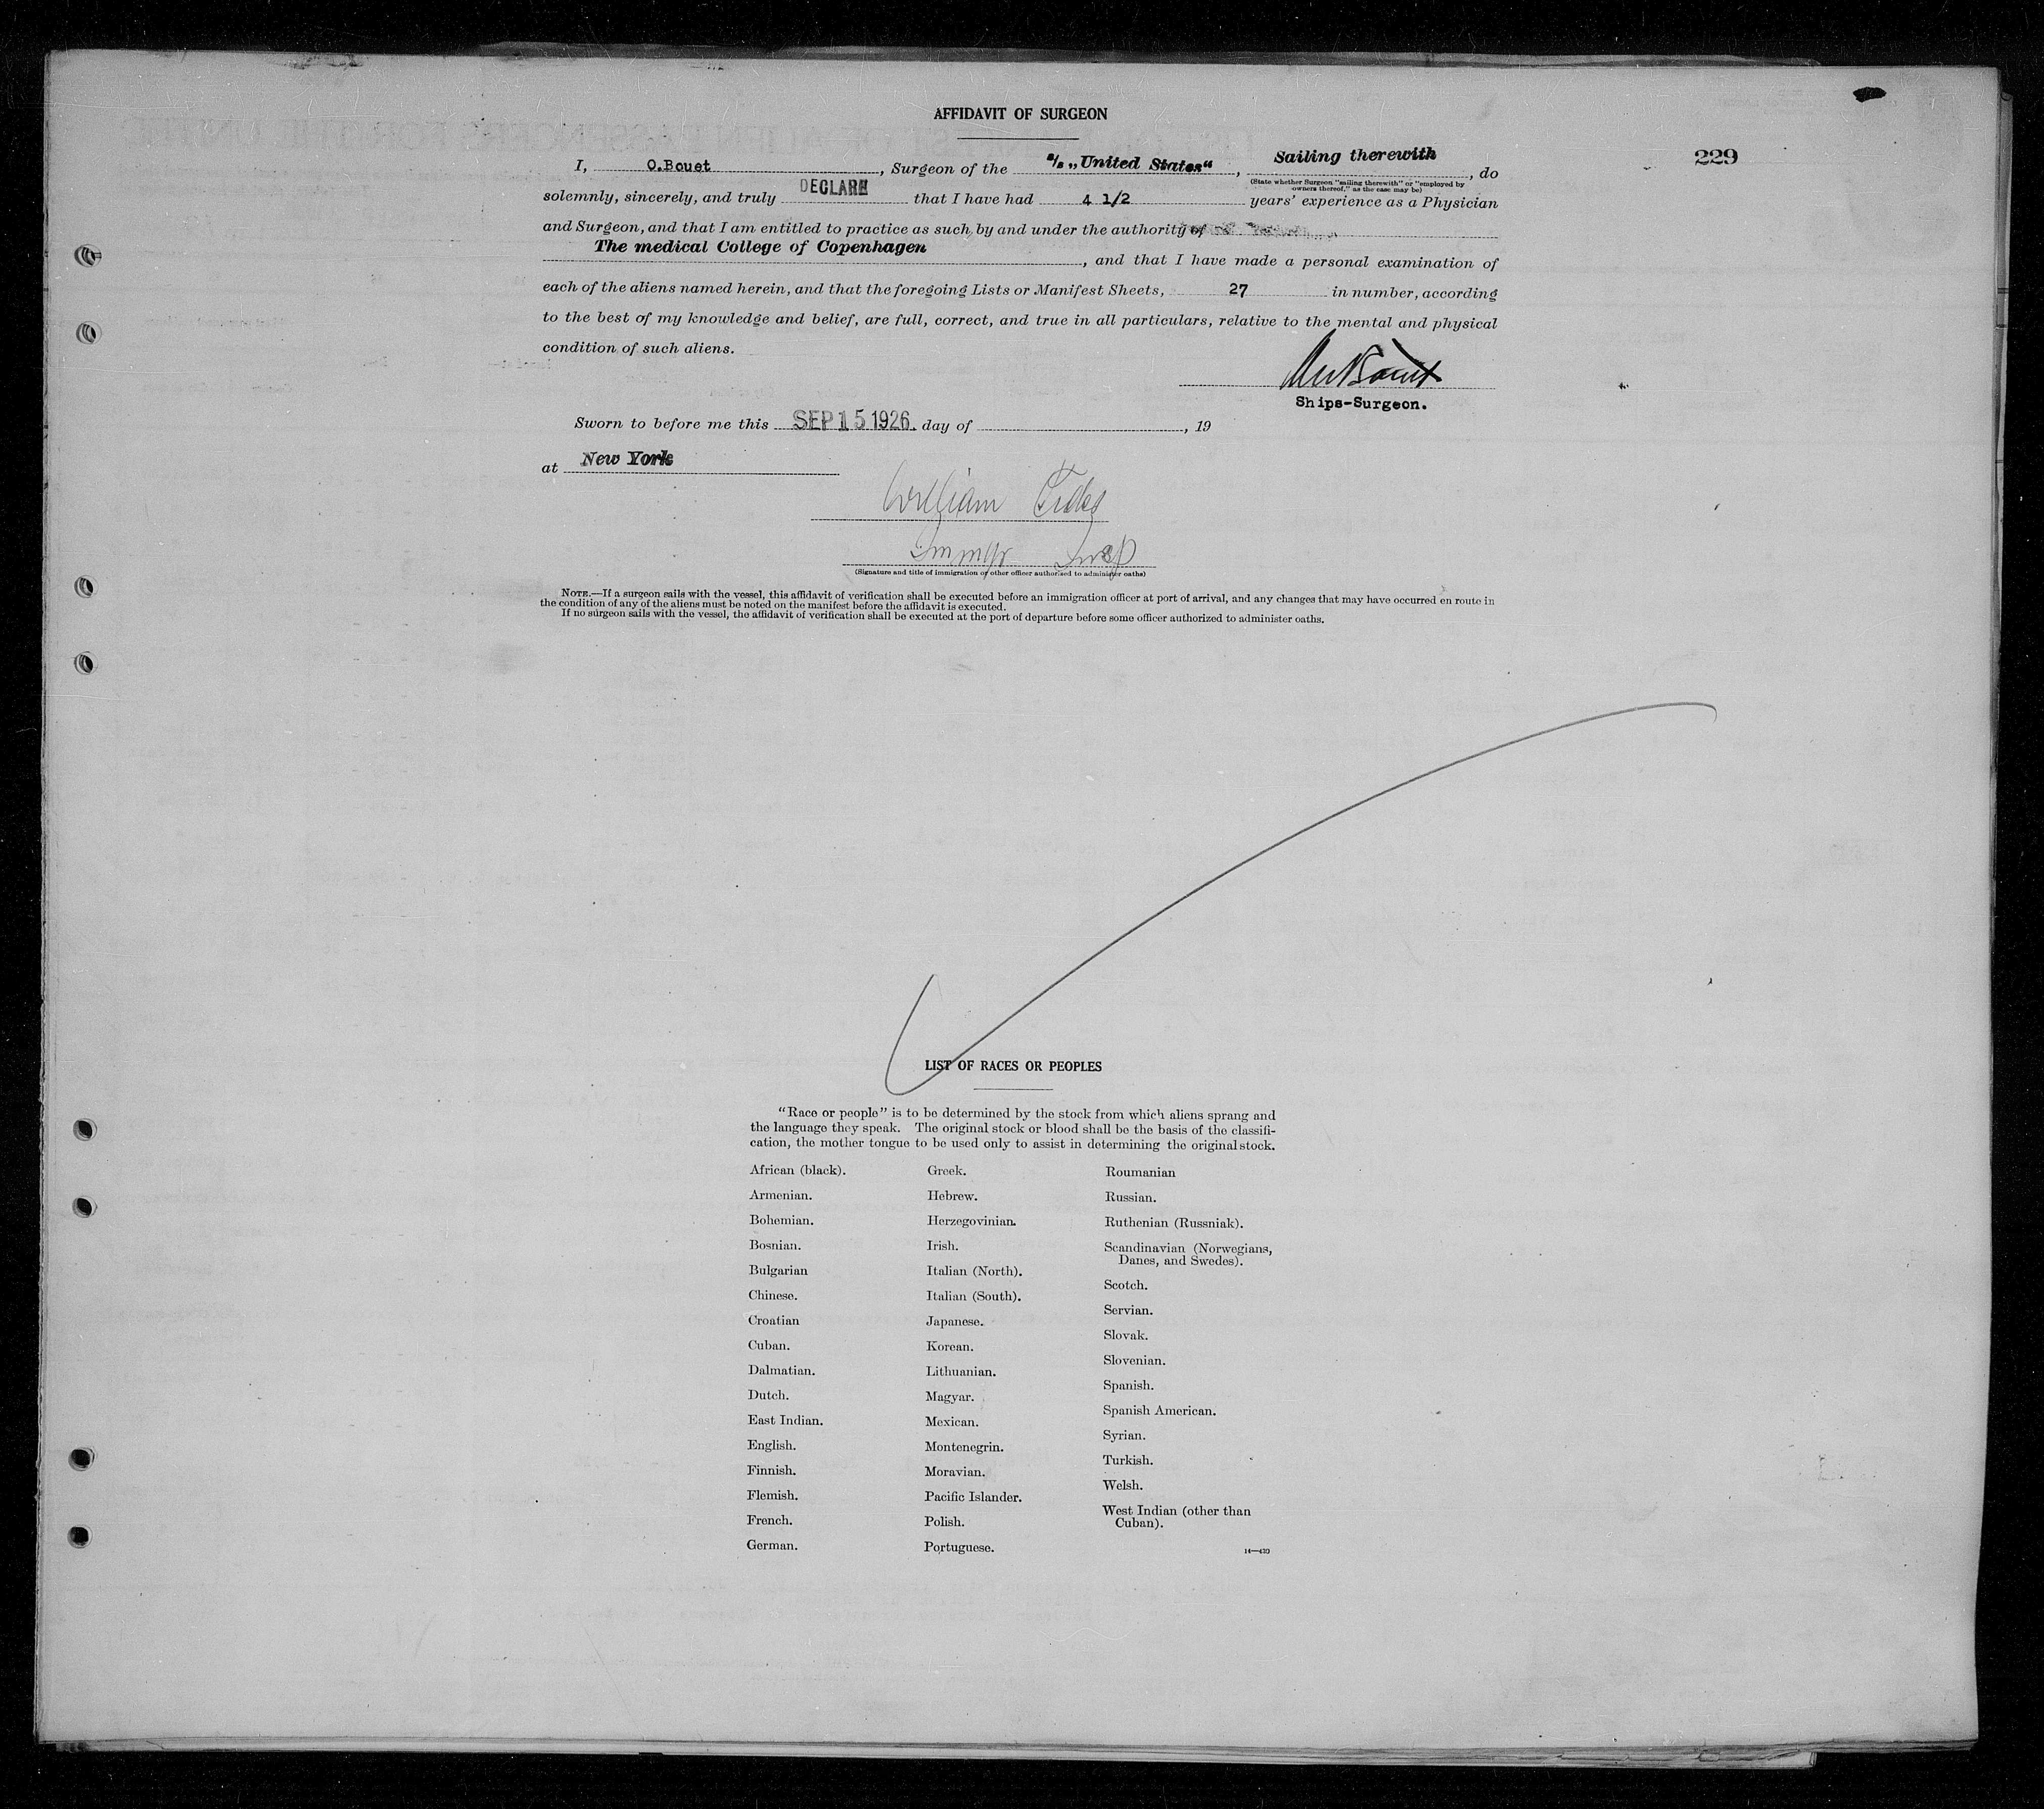 AFFIDAVIT OF SURGEON
229
I, O.Bouet, Surgeon of the s/s „United States“, Sailing therewith, do
(State whether Surgeon "sailing therewith" or "employed by
owners thereof," as the case may be)
solemnly, sincerely, and truly DECLARE that I have had 4 1/2 years' experience as a Physician
and Surgeon, and that I am entitled to practice as such by and under the authority of
The medical College of Copenhagen, and that I have made a personal examination of
each of the aliens named herein, and that the foregoing Lists or Manifest Sheets, 27 in number, according
to the best of my knowledge and belief, are full, correct, and true in all particulars, relative to the mental and physical
condition of such aliens.
Ships-Surgeon.
Sworn to before me this SEP 15 1926. day of , 19
at New York
William
Immgr Insp
(Signature and title of immigration or other officer authorized to administer oaths)
NOTE.—If a surgeon sails with the vessel, this affidavit of verification shall be executed before an immigration officer at port of arrival, and any changes that may have occurred en route in
the condition of any of the aliens must be noted on the manifest before the affidavit is executed.
If no surgeon sails with the vessel, the affidavit of verification shall be executed at the port of departure before some officer authorized to administer oaths.
LIST OF RACES OR PEOPLES
"Race or people" is to be determined by the stock from which aliens sprang and
the language they speak. The original stock or blood shall be the basis of the classifi-
cation, the mother tongue to be used only to assist in determining the original stock.
African (black).
Armenian.
Bohemian.
Bosnian.
Bulgarian
Chinese.
Croatian
Cuban.
Dalmatian.
Dutch.
East Indian.
English.
Finnish.
Flemish.
French.
German.
Greek.
Hebrew.
Herzegovinian.
Irish.
Italian (North).
Italian (South).
Japanese.
Korean.
Lithuanian.
Magyar.
Mexican.
Montenegrin.
Moravian.
Pacific Islander.
Polish.
Portuguese.
Roumanian
Russian.
Ruthenian (Russniak).
Scandinavian (Norwegians,
Danes, and Swedes).
Scotch.
Servian.
Slovak.
Slovenian.
Spanish.
Spanish American.
Syrian.
Turkish.
Welsh.
West Indian (other than
Cuban).
14—430